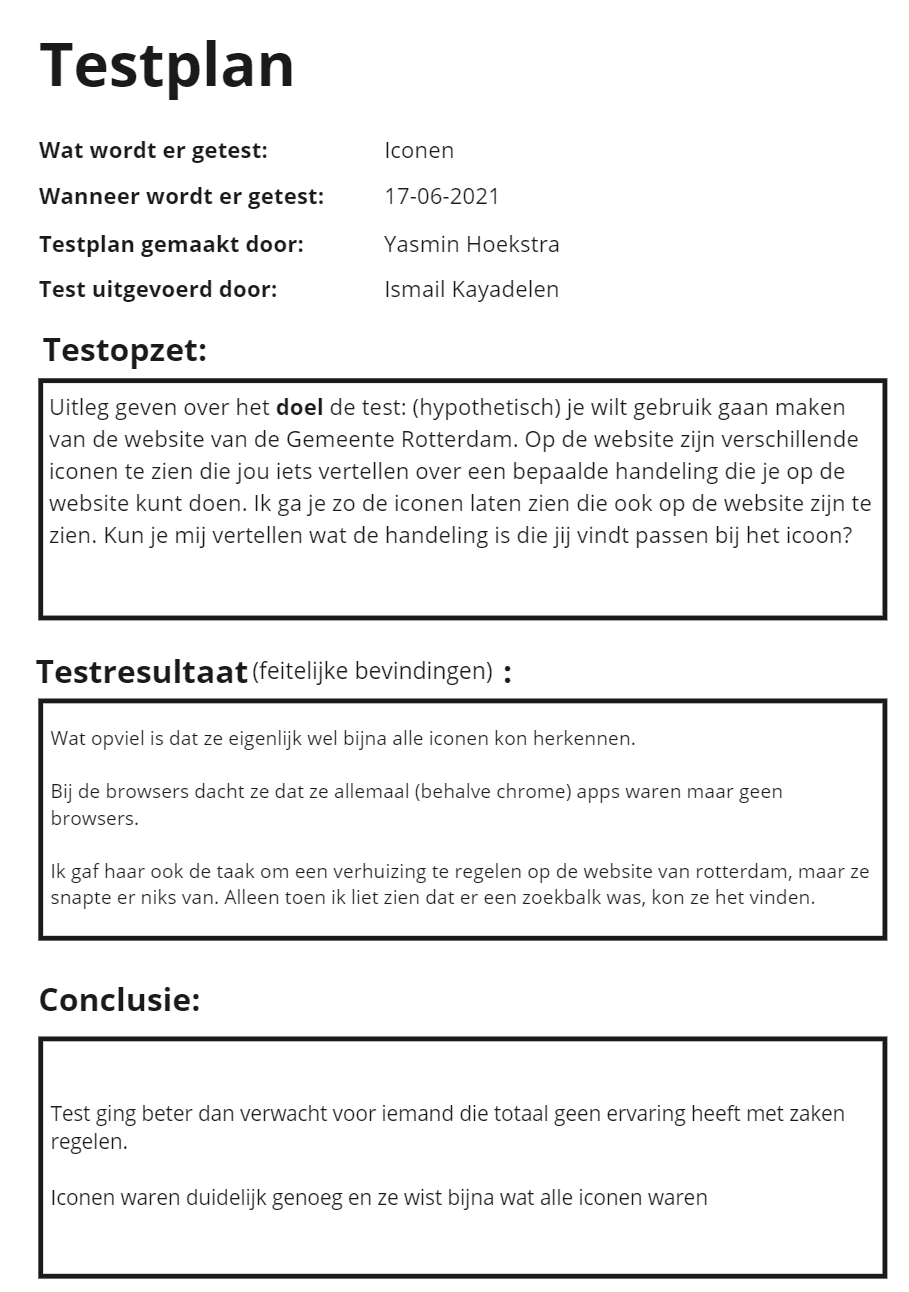 Testplan
Wat wordt er getest: Iconen
Wanneer wordt er getest: 17-06-2021
Testplan gemaakt door: Yasmin Hoekstra
Test uitgevoerd door: Ismail Kayadelen
Testopzet:
Uitleg geven over het doel de test: (hypothetisch) je wilt gebruik gaan maken
van de website van de Gemeente Rotterdam. Op de website zijn verschillende
iconen te zien die jou iets vertellen over een bepaalde handeling die je op de
website kunt doen. Ik ga je zo de iconen laten zien die ook op de website zijn te
zien. Kun je mij vertellen wat de handeling is die jij vindt passen bij het icoon?
Testresultaat (feitelijke bevindingen) :
Wat opviel is dat ze eigenlijk wel bijna alle iconen kon herkennen.
Bij de browsers dacht ze dat ze allemaal (behalve chrome) apps waren maar geen
browsers.
Ik gaf haar ook de taak om een verhuizing te regelen op de website van rotterdam, maar ze
snapte er niks van. Alleen toen ik liet zien dat er een zoekbalk was, kon ze het vinden.
Conclusie:
Test ging beter dan verwacht voor iemand die totaal geen ervaring heeft met zaken
regelen.
Iconen waren duidelijk genoeg en ze wist bijna wat alle iconen waren